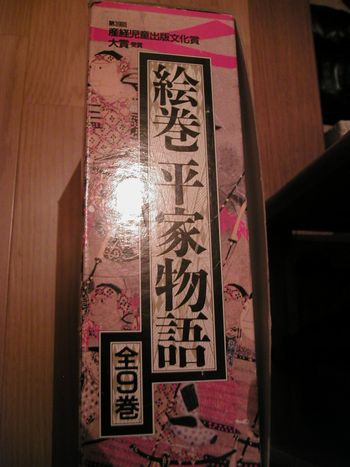 第39回
産経児童出版文化賞
大賞受賞
絵巻 平家物語
全9巻